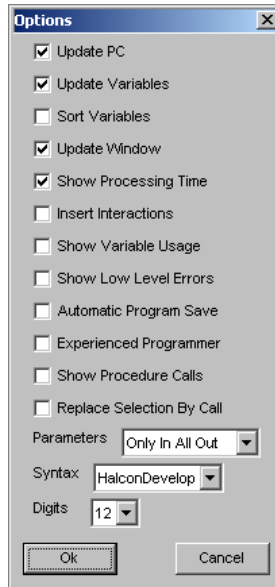 Options
Update PC
Update Variables
Sort Variables
Update Window
Show Processing Time
Insert Interactions
Show Variable Usage
Show Low Level Errors
Automatic Program Save
Experienced Programmer
Show Procedure Calls
Replace Selection By Call
Parameters Only In All Out
Syntax HalconDevelop
Digits 12
Ok Cancel